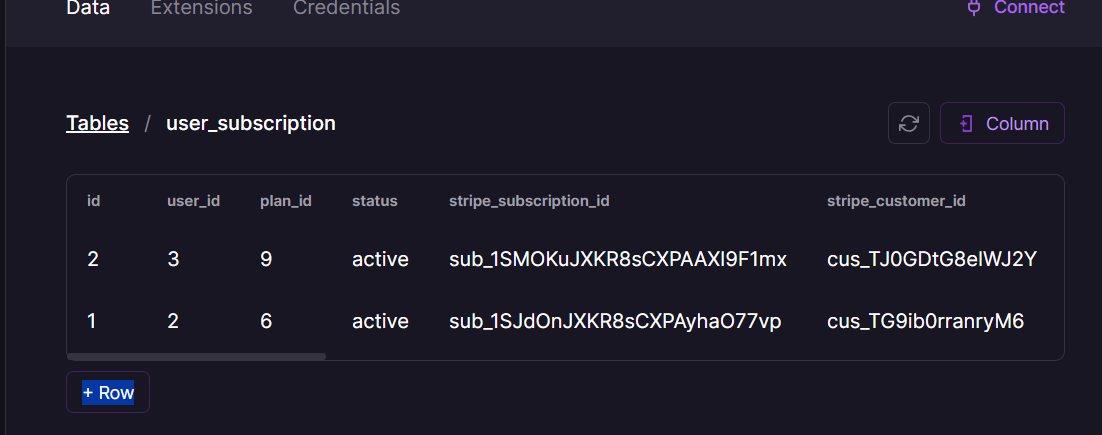 Data Extensions Credentials Connect
Tables / user_subscription Column
id user_id plan_id status stripe_subscription_id stripe_customer_id
2 3 9 active sub_1SMOKuJXKR8sCXPAAXI9F1mx cus_TJ0GDtG8eIWJ2Y
1 2 6 active sub_1SJdOnJXKR8sCXPAyhaO77vp cus_TG9ib0rranryM6
+ Row